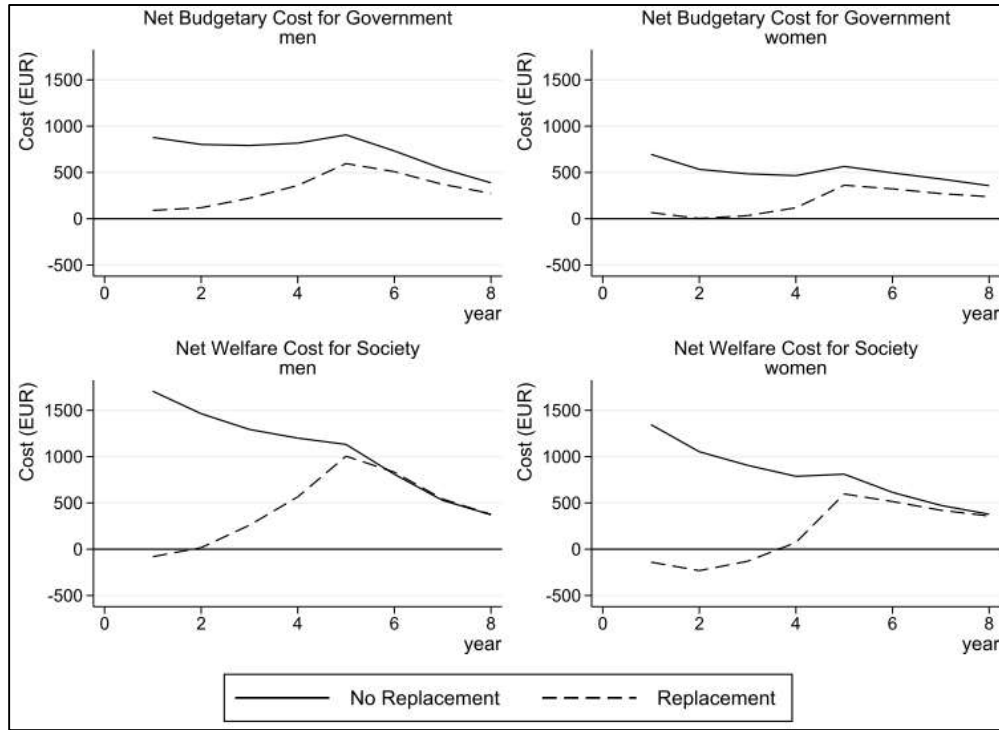 Net Budgetary Cost for Government
men
Cost (EUR)
1500
1000
500
0
-500
0 2 4 6 8
year
Net Budgetary Cost for Government
women
Cost (EUR)
1500
1000
500
0
-500
0 2 4 6 8
year
Net Welfare Cost for Society
men
Cost (EUR)
1500
1000
500
0
-500
0 2 4 6 8
year
Net Welfare Cost for Society
women
Cost (EUR)
1500
1000
500
0
-500
0 2 4 6 8
year
No Replacement Replacement